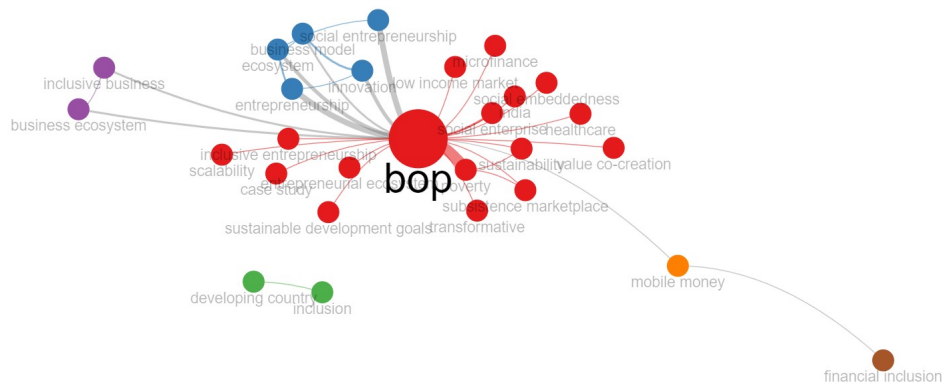 social entrepreneurship
business model
ecosystem
microfinance
inclusive business
innovation
low income market
entrepreneurship
social embeddedness
india
business ecosystem
social enterprise
healthcare
inclusive entrepreneurship
scalability
sustainability
value co-creation
case study
entrepreneurial ecosystem
poverty
bop
subsistence marketplace
sustainable development goals
transformative
mobile money
developing country
inclusion
financial inclusion